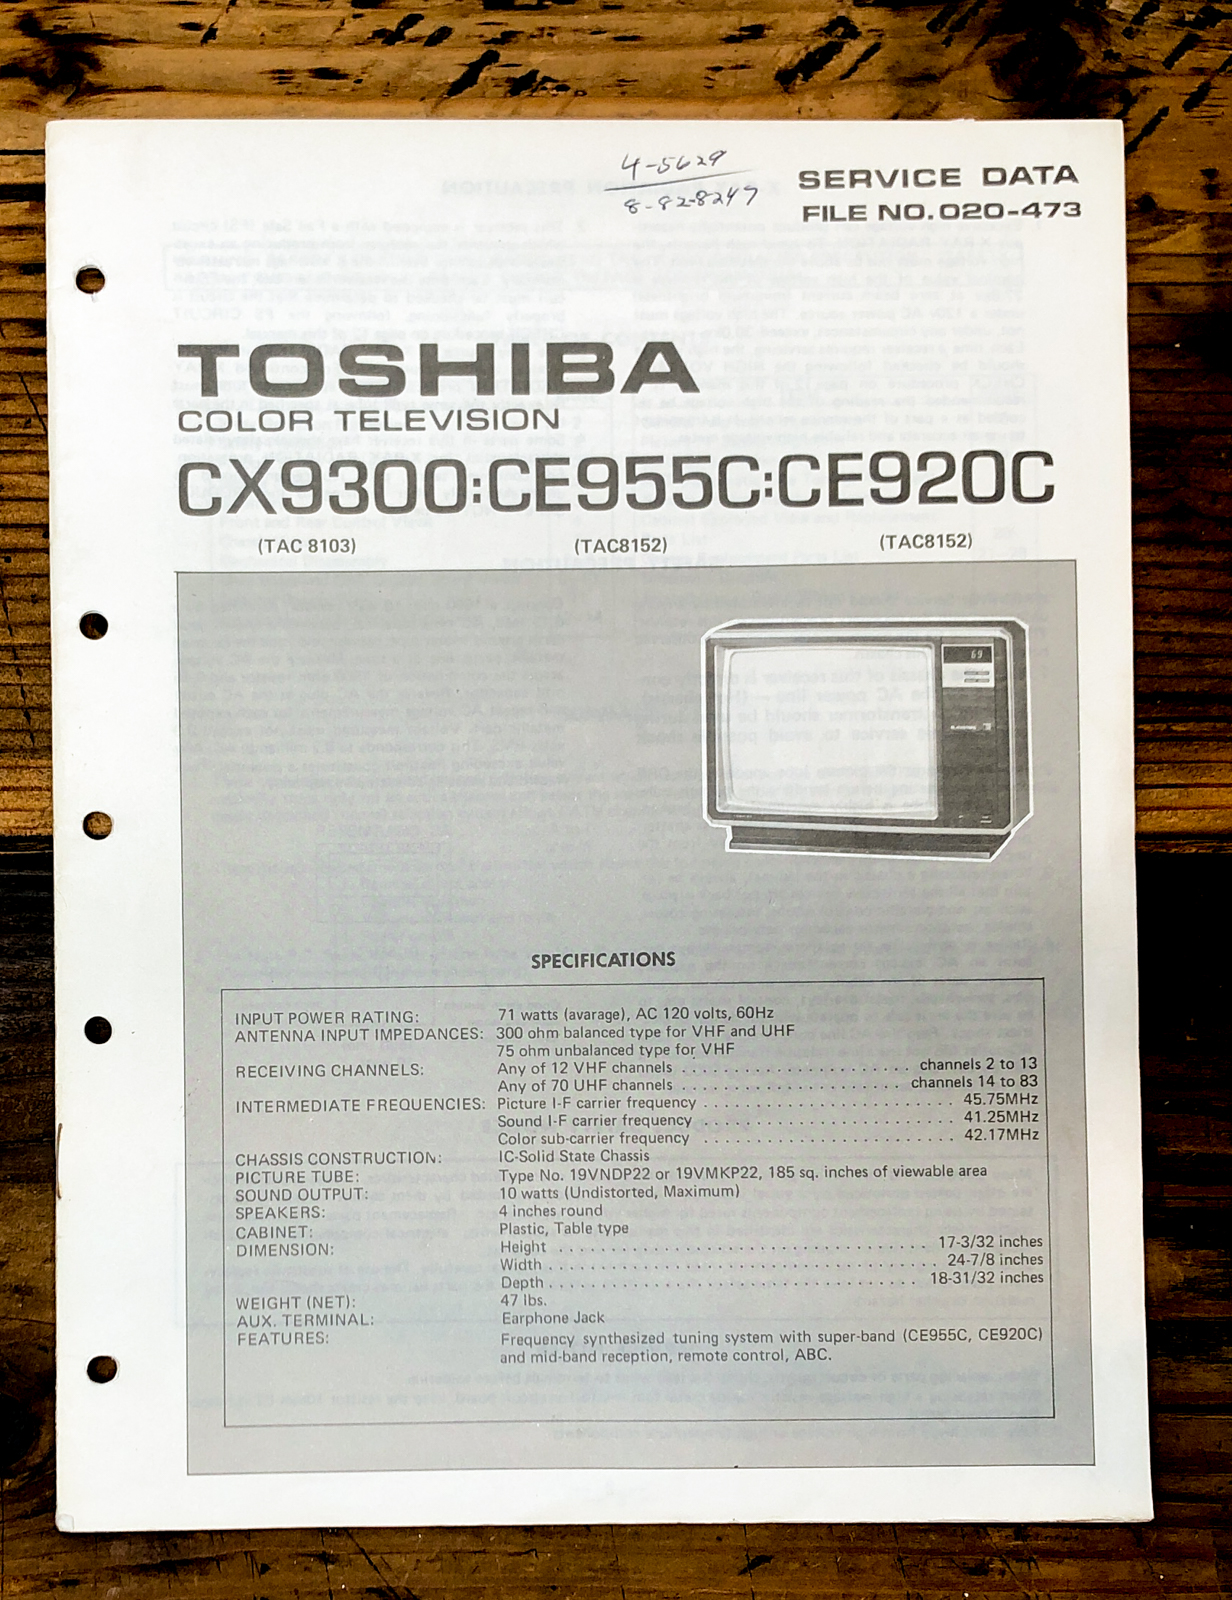 4-5629
8-82-8247
SERVICE DATA
FILE NO. 020-473
TOSHIBA
COLOR TELEVISION
CX9300:CE955C:CE920C
(TAC 8103) (TAC8152) (TAC8152)
69
SPECIFICATIONS
INPUT POWER RATING: 71 watts (avarage), AC 120 volts, 60Hz
ANTENNA INPUT IMPEDANCES: 300 ohm balanced type for VHF and UHF
75 ohm unbalanced type for VHF
RECEIVING CHANNELS: Any of 12 VHF channels . . . . . . . . . . . . . . . . . . . . . . channels 2 to 13
Any of 70 UHF channels . . . . . . . . . . . . . . . . . . . . . channels 14 to 83
INTERMEDIATE FREQUENCIES: Picture I-F carrier frequency . . . . . . . . . . . . . . . . . . . . . . . . 45.75MHz
Sound I-F carrier frequency . . . . . . . . . . . . . . . . . . . . . . . . 41.25MHz
Color sub-carrier frequency . . . . . . . . . . . . . . . . . . . . . . . . 42.17MHz
CHASSIS CONSTRUCTION: IC-Solid State Chassis
PICTURE TUBE: Type No. 19VNDP22 or 19VMKP22, 185 sq. inches of viewable area
SOUND OUTPUT: 10 watts (Undistorted, Maximum)
SPEAKERS: 4 inches round
CABINET: Plastic, Table type
DIMENSION: Height . . . . . . . . . . . . . . . . . . . . . . . . . . . . . . . . . . . 17-3/32 inches
Width . . . . . . . . . . . . . . . . . . . . . . . . . . . . . . . . . . . . 24-7/8 inches
Depth . . . . . . . . . . . . . . . . . . . . . . . . . . . . . . . . . . . 18-31/32 inches
WEIGHT (NET): 47 lbs.
AUX. TERMINAL: Earphone Jack
FEATURES: Frequency synthesized tuning system with super-band (CE955C, CE920C)
and mid-band reception, remote control, ABC.